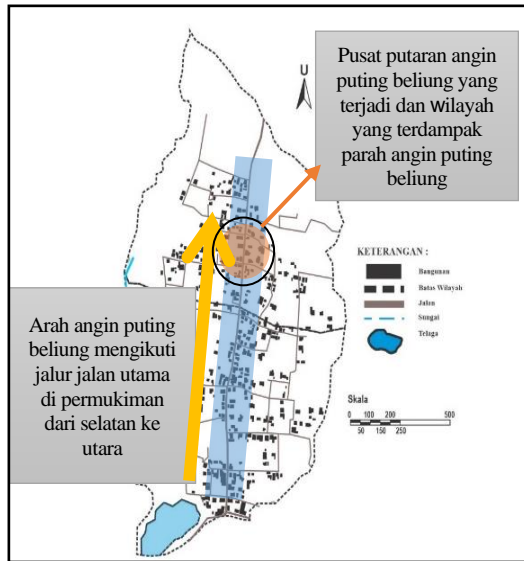 Pusat putaran angin
puting beliung yang
terjadi dan wilayah
yang terdampak
parah angin puting
beliung
U
KETERANGAN :
Bangunan
Batas Wilayah
Jalan
Sungai
Telaga
Arah angin puting
beliung mengikuti
jalur jalan utama
di permukiman
dari selatan ke
utara
Skala
0 100 200 500
50 150 250